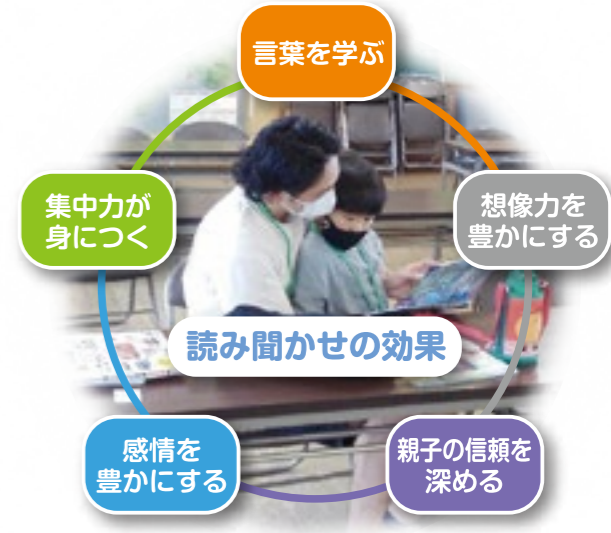 言葉を学ぶ
想像力を
豊かにする
親子の信頼を
深める
感情を
豊かにする
集中力が
身につく
読み聞かせの効果